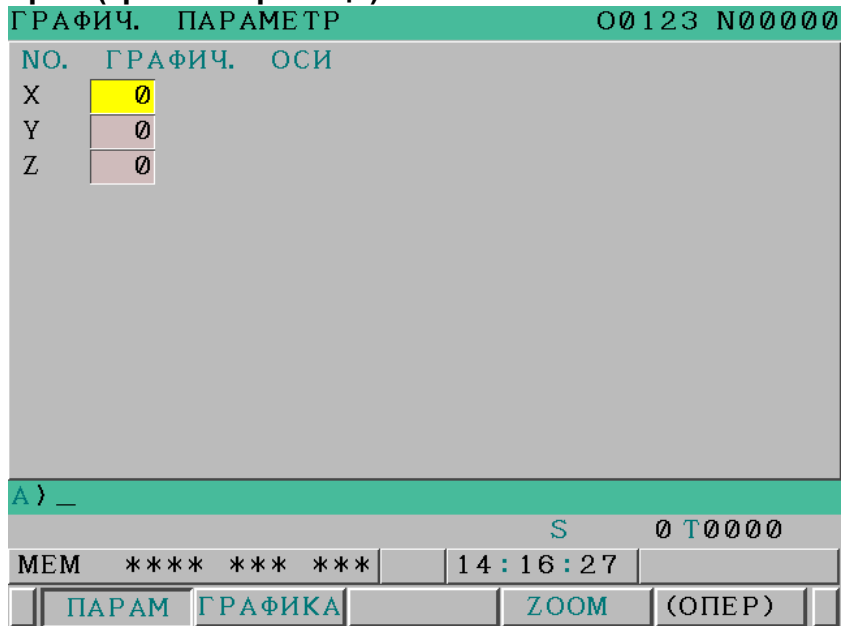 ГРАФИЧ. ПАРАМЕТР O0123 N00000
NO. ГРАФИЧ. ОСИ
X 0
Y 0
Z 0
A)_
S 0 T0000
MEM **** *** *** 14:16:27
ПАРАМ ГРАФИКА ZOOM (ОПЕР)